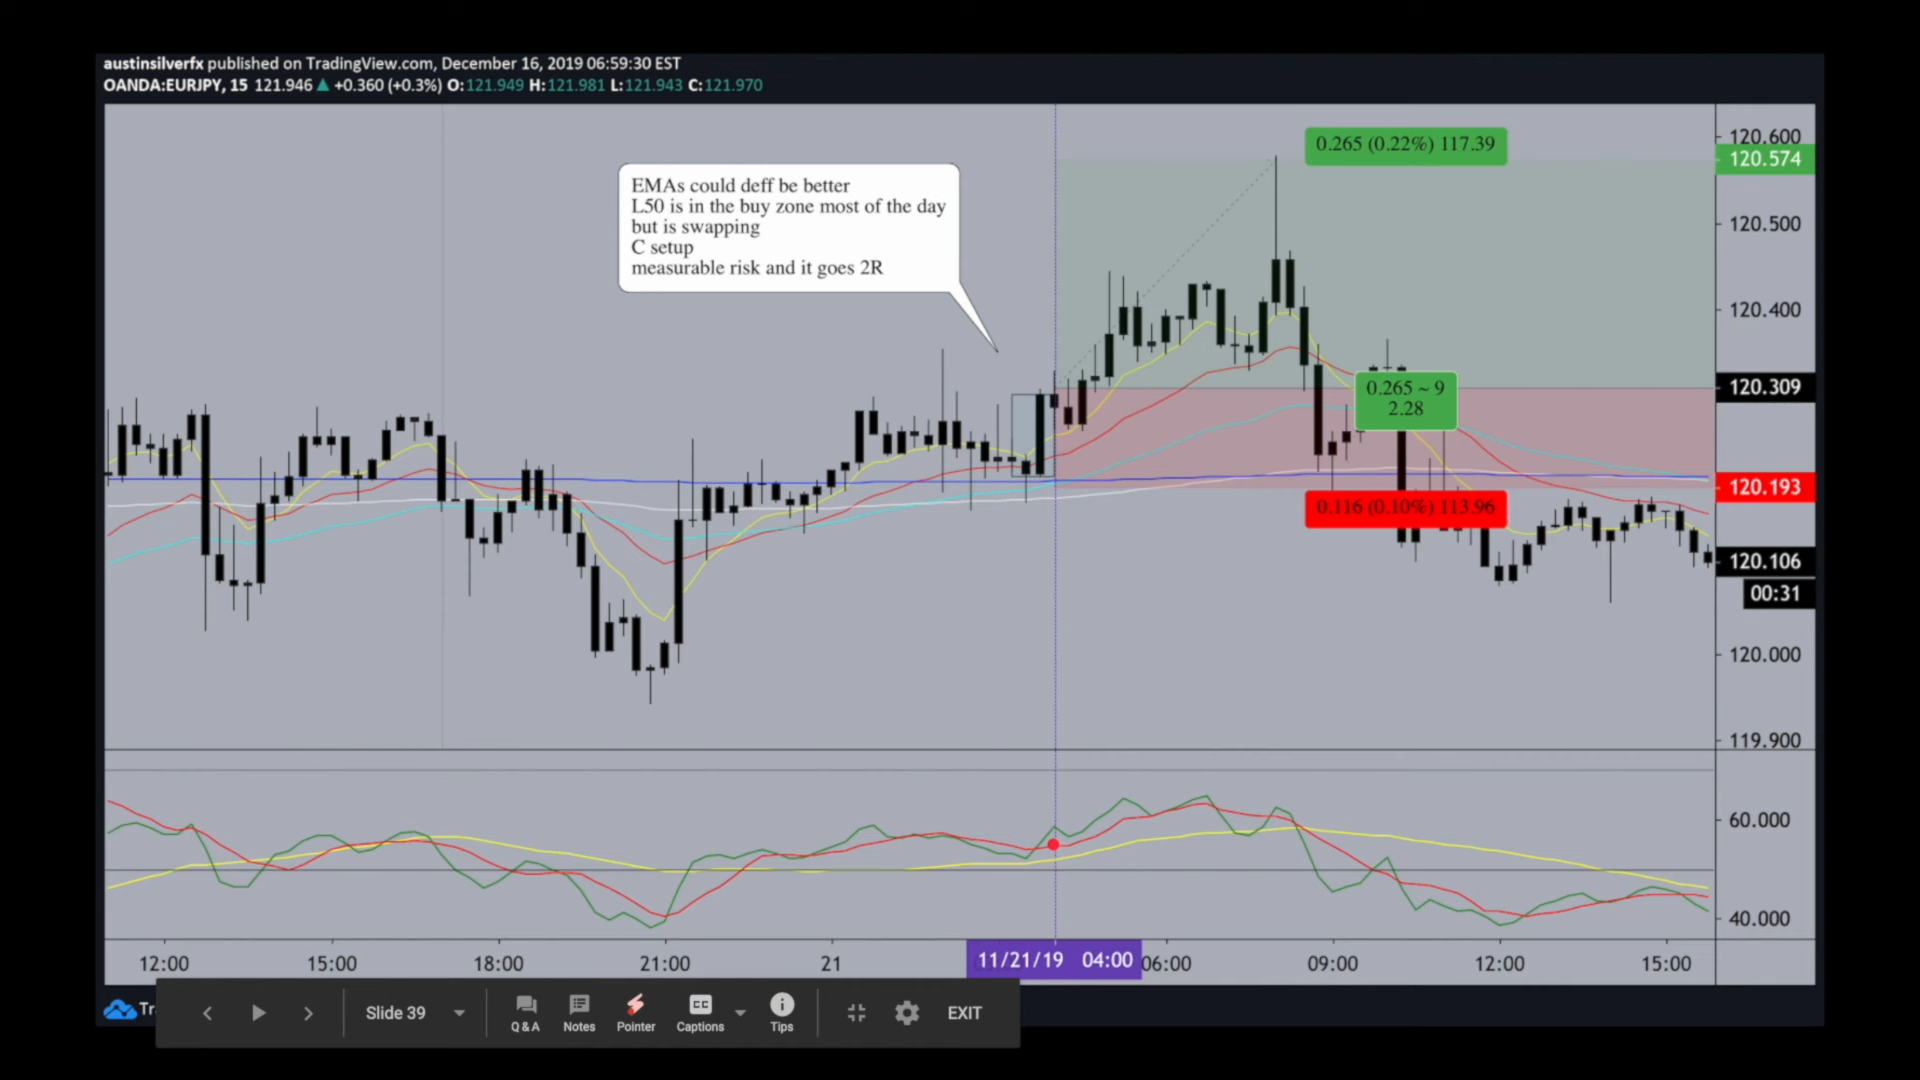 austinsilverfx published on TradingView.com, December 16, 2019 06:59:30 EST
OANDA:EURJPY, 15 121.946 ▲ +0.360 (+0.3%) O:121.949 H:121.981 L:121.943 C:121.970
0.265 (0.22%) 117.39
120.600
120.574
EMAs could deff be better
L50 is in the buy zone most of the day
but is swapping
C setup
measurable risk and it goes 2R
120.500
120.400
0.265 ~ 9
2.28
120.309
120.193
0.116 (0.10%) 113.96
120.106
00:31
120.000
119.900
60.000
40.000
12:00 15:00 18:00 21:00 21 11/21/19 04:00 06:00 09:00 12:00 15:00
Tr
Slide 39
Q&A Notes Pointer Captions Tips
CC
EXIT